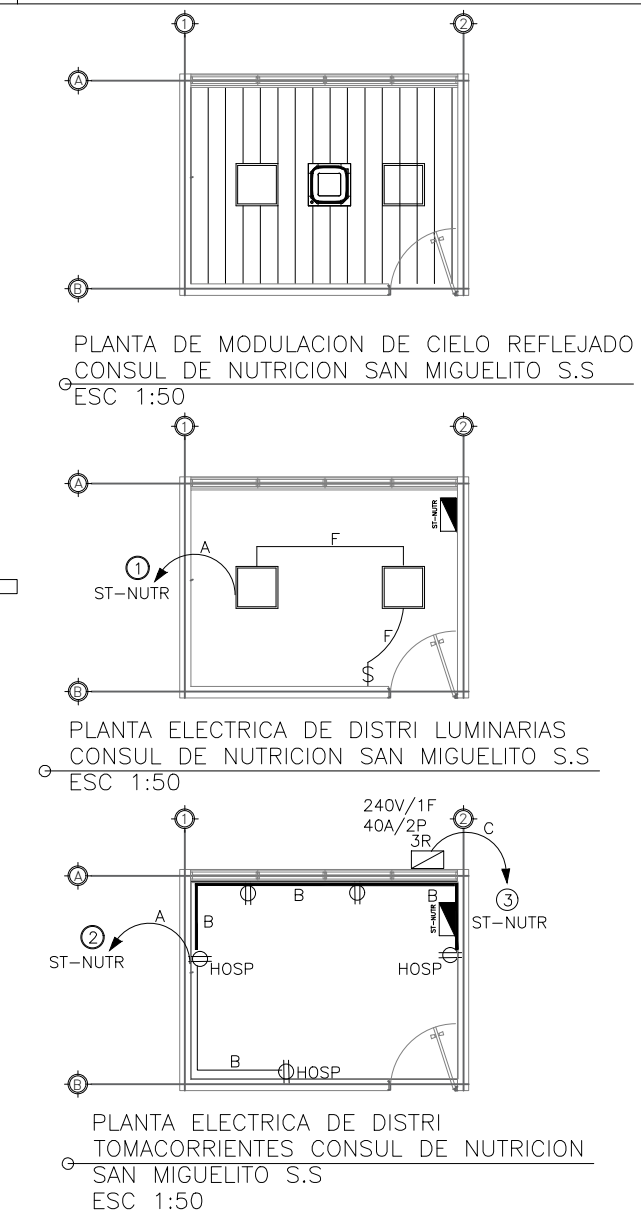 1 2
A
B
PLANTA DE MODULACION DE CIELO REFLEJADO
CONSUL DE NUTRICION SAN MIGUELITO S.S
ESC 1:50
1 2
A
ST-NUTR
F
A
1
ST-NUTR
F
$
B
PLANTA ELECTRICA DE DISTRI LUMINARIAS
CONSUL DE NUTRICION SAN MIGUELITO S.S
ESC 1:50
240V/1F
40A/2P
3R
1 2
C
A
B B
3
ST-NUTR
ST-NUTR
B
A
2
ST-NUTR
HOSP HOSP
B
HOSP
B
PLANTA ELECTRICA DE DISTRI
TOMACORRIENTES CONSUL DE NUTRICION
SAN MIGUELITO S.S
ESC 1:50